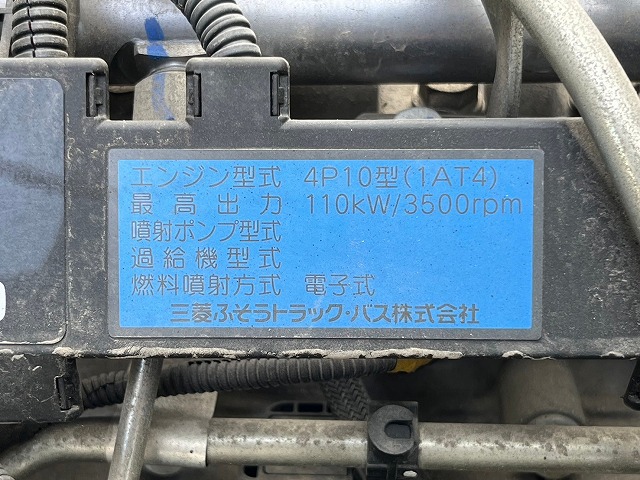 エンジン型式 4P10型(1AT4)
最高出力 110kW/3500rpm
噴射ポンプ型式
過給機型式
燃料噴射方式 電子式
三菱ふそうトラック・バス株式会社